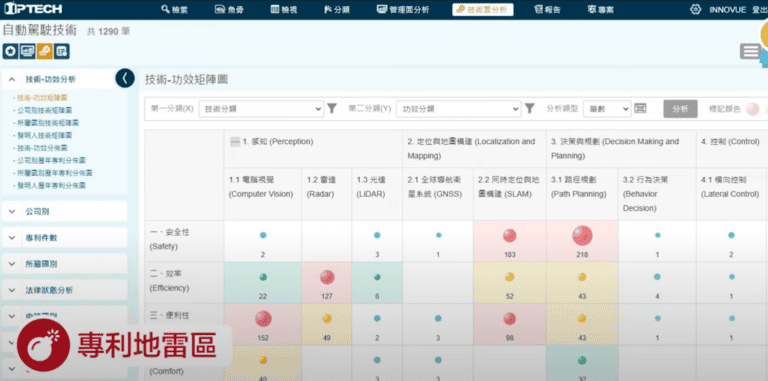 IPTECH
檢索
魚骨
檢視
分類
管理面分析
技術面分析
報告
專案
INNOVUE 登出
自動駕駛技術 共 1290 筆
技術-功效分析
技術-功效矩陣圖
公司別技術矩陣圖
所屬國別技術矩陣圖
發明人技術矩陣圖
技術-功效分佈圖
公司別歷年專利分佈圖
所屬國別歷年專利分佈圖
發明人歷年專利分佈圖
公司別
專利件數
所屬國別
法律狀態分析
技術-功效矩陣圖
第一分類(X) 技術分類
第二分類(Y) 功效分類
分析類型 篇數
分析
標記顏色
1. 感知 (Perception)
2. 定位與地圖構建 (Localization and Mapping)
3. 決策與規劃 (Decision Making and Planning)
4. 控制 (Control)
1.1 電腦視覺 (Computer Vision)
1.2 雷達 (Radar)
1.3 光達 (LiDAR)
2.1 全球導航衛星系統 (GNSS)
2.2 同時定位與地圖構建 (SLAM)
3.1 路徑規劃 (Path Planning)
3.2 行為決策 (Behavior Decision)
4.1 橫向控制 (Lateral Control)
一、安全性 (Safety)
2 3 1 103 218 1 2
二、效率 (Efficiency)
22 127 6 52 43 4 1
三、便利性
152 49 2 3 98 43 1 1
(Comfort)
40 3 3 32
專利地雷區